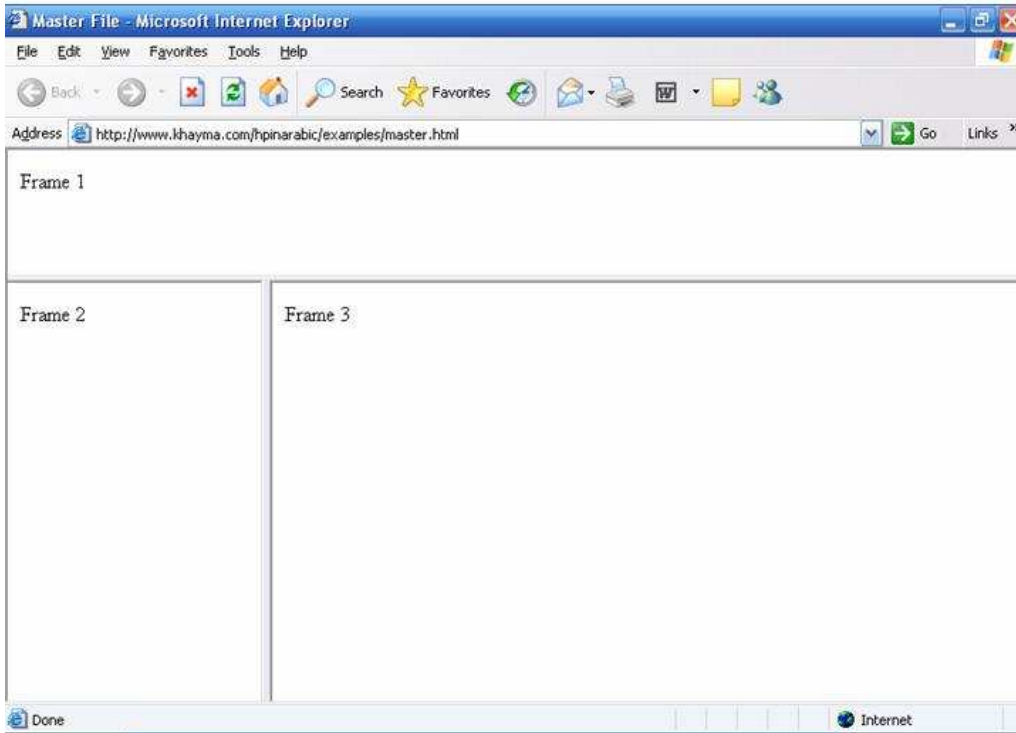 Master File - Microsoft Internet Explorer
File Edit View Favorites Tools Help
Back Search Favorites W
Address http://www.khayma.com/hpinarabic/examples/master.html Go Links »
Frame 1
Frame 2 Frame 3
Done Internet